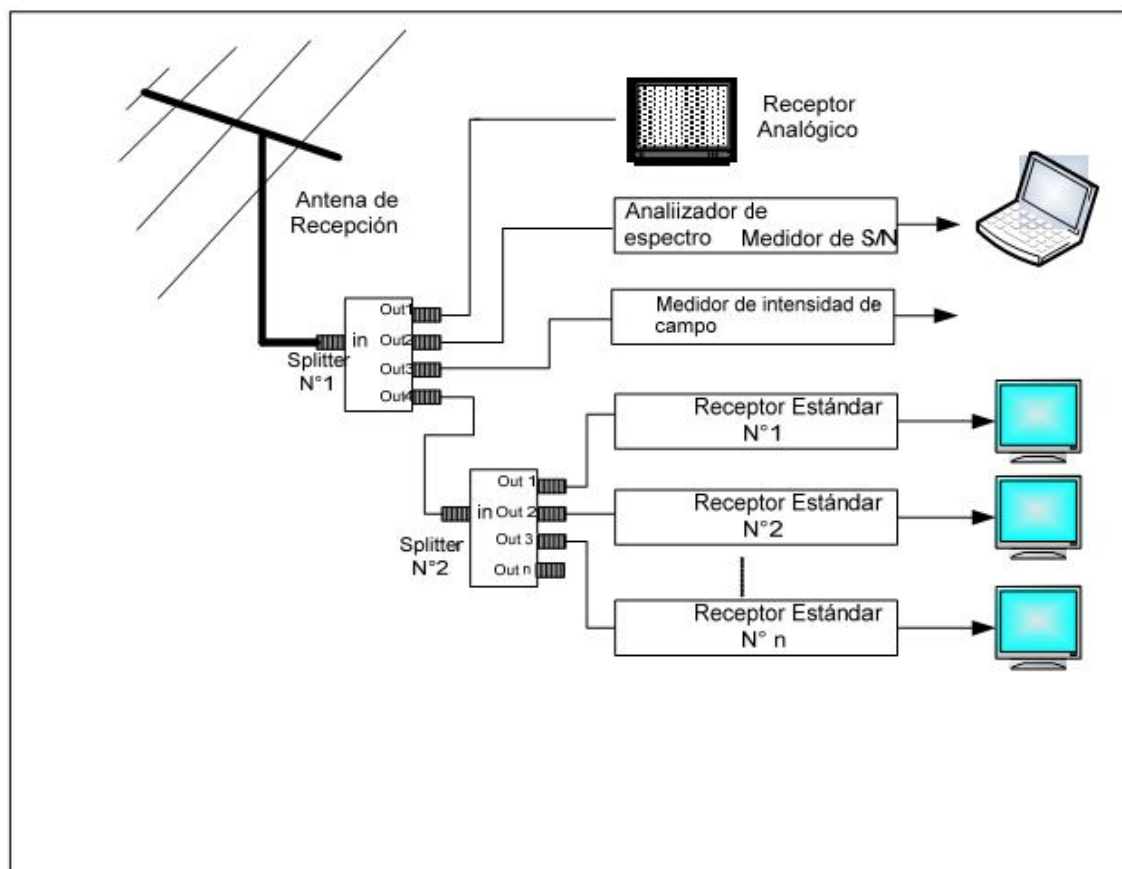 Receptor
Analógico
Antena de
Recepción
Analiizador de
espectro Medidor de S/N
Medidor de intensidad de
campo
Out1
in Out2
Out3
Out4
Splitter
N°1
Receptor Estándar
N°1
Out 1
in Out 2
Out 3
Out n
Splitter
N°2
Receptor Estándar
N°2
Receptor Estándar
N° n